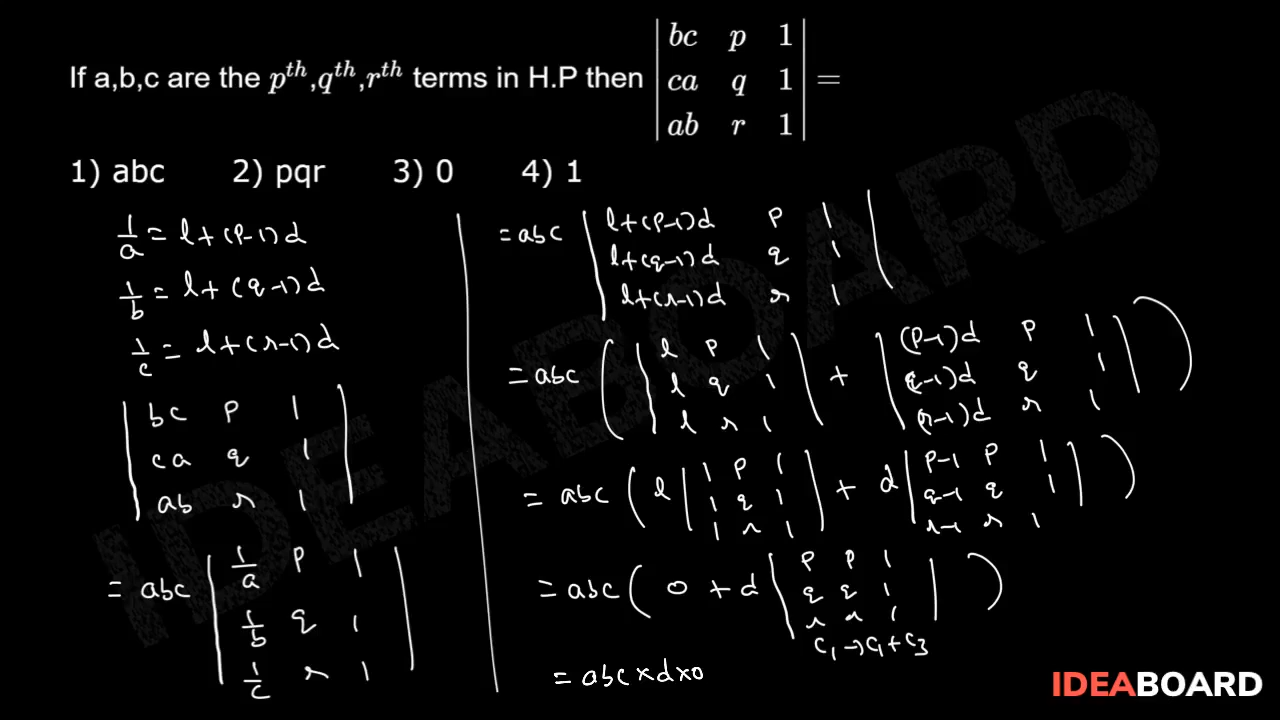 If a,b,c are the p^th,q^th,r^th terms in H.P then | bc p 1 | =
| ca q 1 |
| ab r 1 |
1) abc 2) pqr 3) 0 4) 1
1/a = l+(p-1)d
1/b = l+(q-1)d
1/c = l+(r-1)d
| bc p 1 |
| ca q 1 |
| ab r 1 |
= abc | 1/a p 1 |
| 1/b q 1 |
| 1/c r 1 |
= abc | l+(p-1)d p 1 |
| l+(q-1)d q 1 |
| l+(r-1)d r 1 |
= abc ( | l p 1 | + | (p-1)d p 1 | )
| l q 1 | | (q-1)d q 1 |
| l r 1 | | (r-1)d r 1 |
= abc ( l | 1 p 1 | + d | p-1 p 1 | )
| 1 q 1 | | q-1 q 1 |
| 1 r 1 | | r-1 r 1 |
= abc ( 0 + d | p p 1 | )
| q q 1 |
| r r 1 |
C1→C1+C3
= abc×d×0
IDEABOARD
IDEABOARD